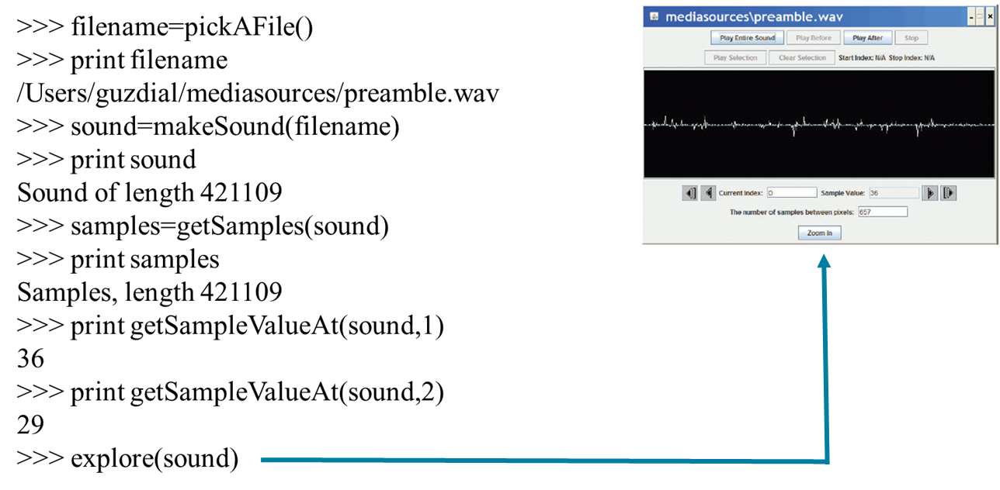 >>> filename=pickAFile()
>>> print filename
/Users/guzdial/mediasources/preamble.wav
>>> sound=makeSound(filename)
>>> print sound
Sound of length 421109
>>> samples=getSamples(sound)
>>> print samples
Samples, length 421109
>>> print getSampleValueAt(sound,1)
36
>>> print getSampleValueAt(sound,2)
29
>>> explore(sound)
mediasources\preamble.wav
Play Entire Sound Play Before Play After Stop
Play Selection Clear Selection Start Index: N/A Stop Index: N/A
Current Index: 0 Sample Value: 36
The number of samples between pixels: 657
Zoom In